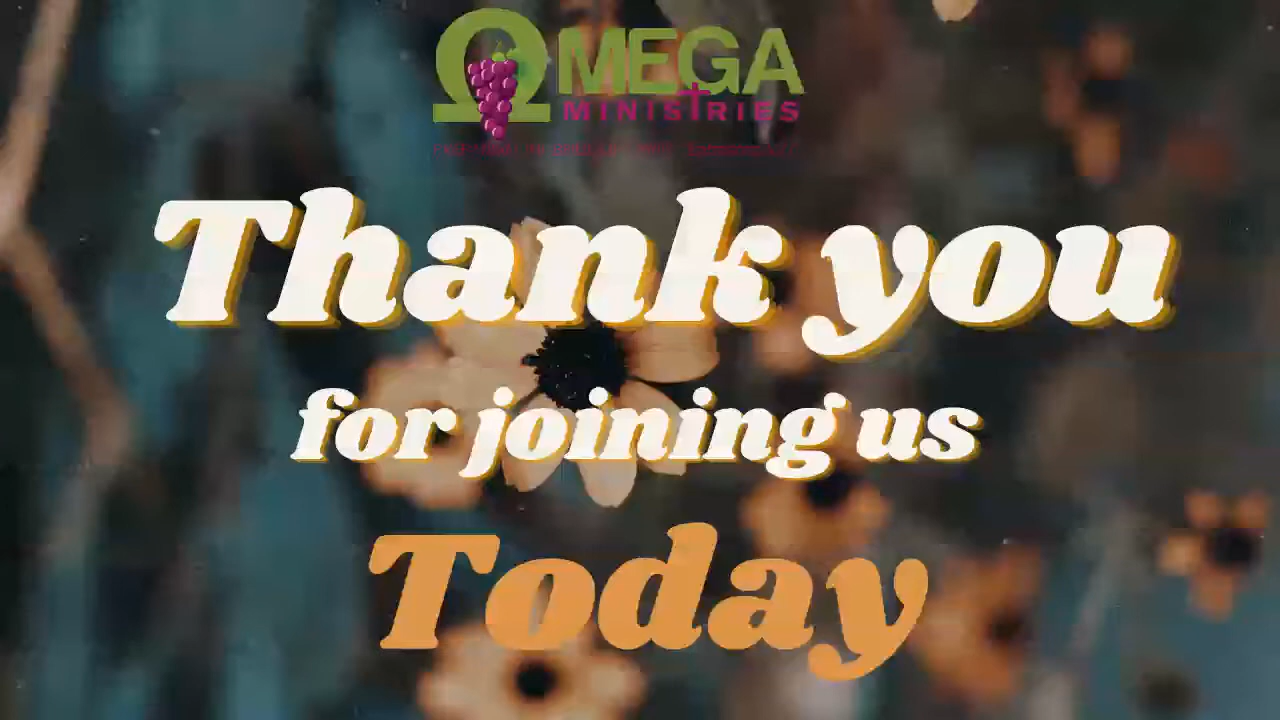 ΩMEGA
MINISTRIES
Thank you
for joining us
Today